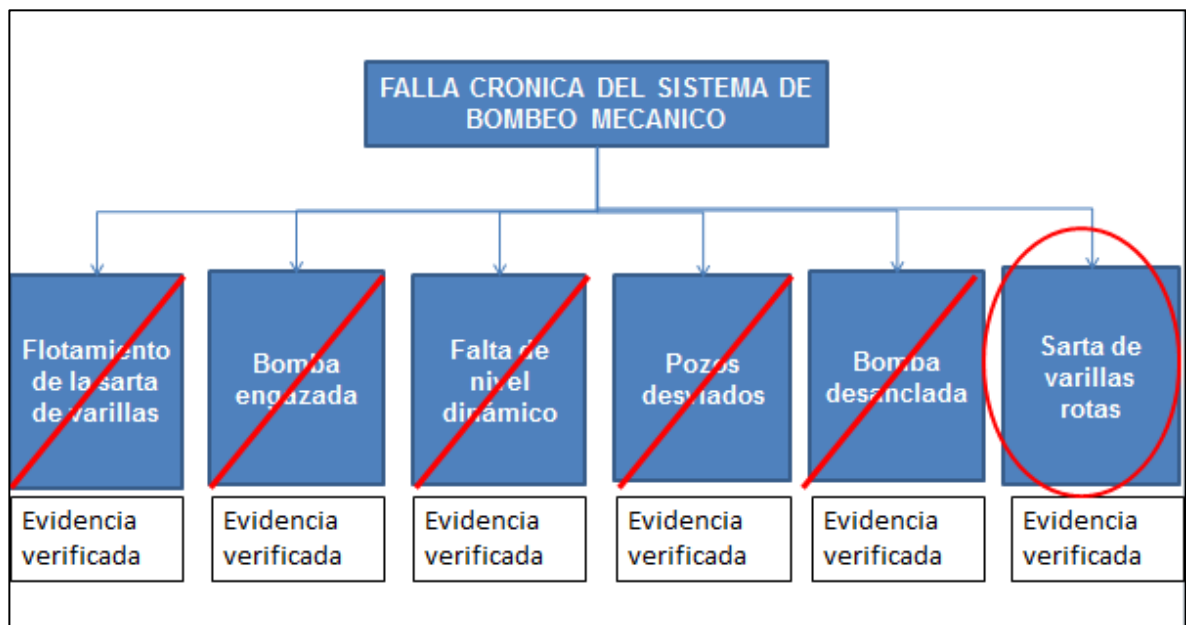 FALLA CRONICA DEL SISTEMA DE
BOMBEO MECANICO
Flotamiento
de la sarta
de varillas
Bomba
engazada
Falta de
nivel
dinámico
Pozos
desviados
Bomba
desanclada
Sarta de
varillas
rotas
Evidencia
verificada
Evidencia
verificada
Evidencia
verificada
Evidencia
verificada
Evidencia
verificada
Evidencia
verificada